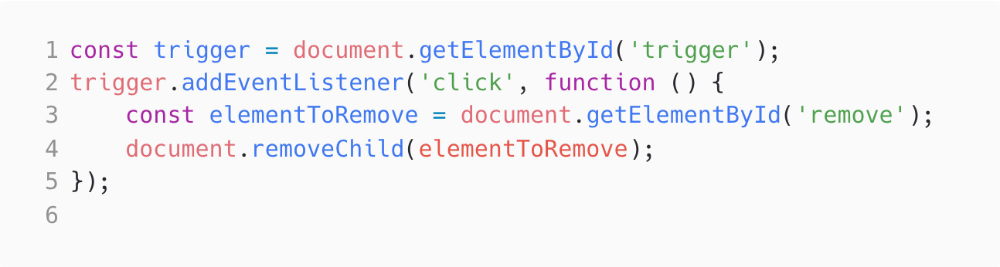 1 const trigger = document.getElementById('trigger');
2 trigger.addEventListener('click', function () {
3     const elementToRemove = document.getElementById('remove');
4     document.removeChild(elementToRemove);
5 });
6